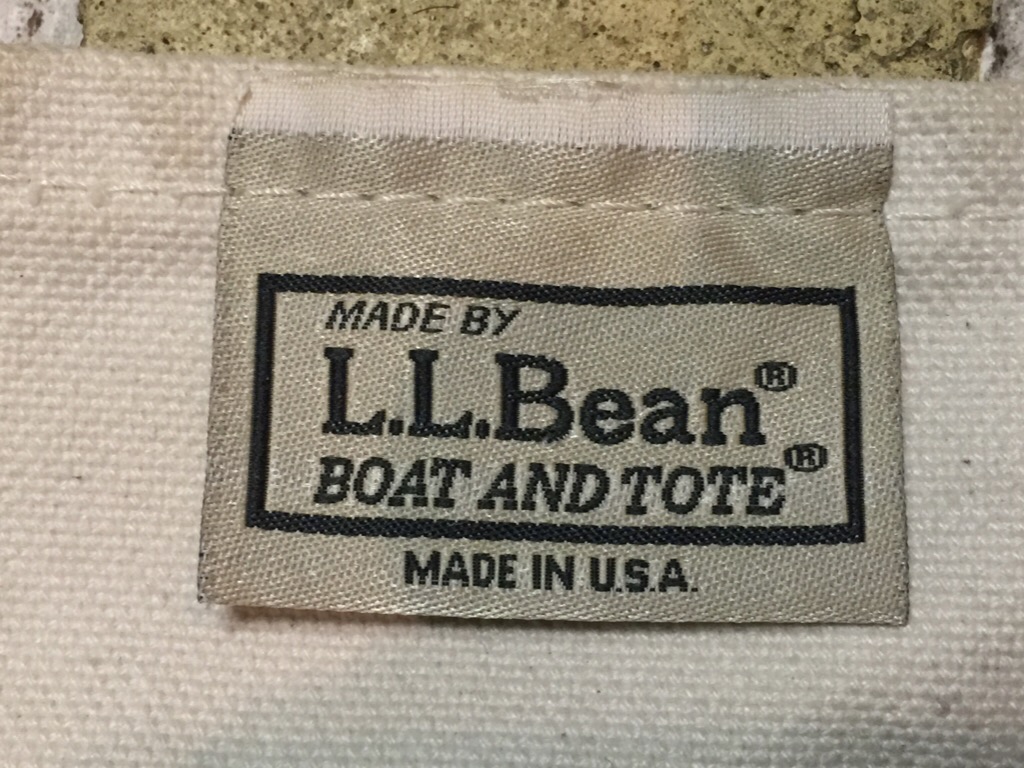 MADE BY
L.L.Bean®
BOAT AND TOTE®
MADE IN U.S.A.